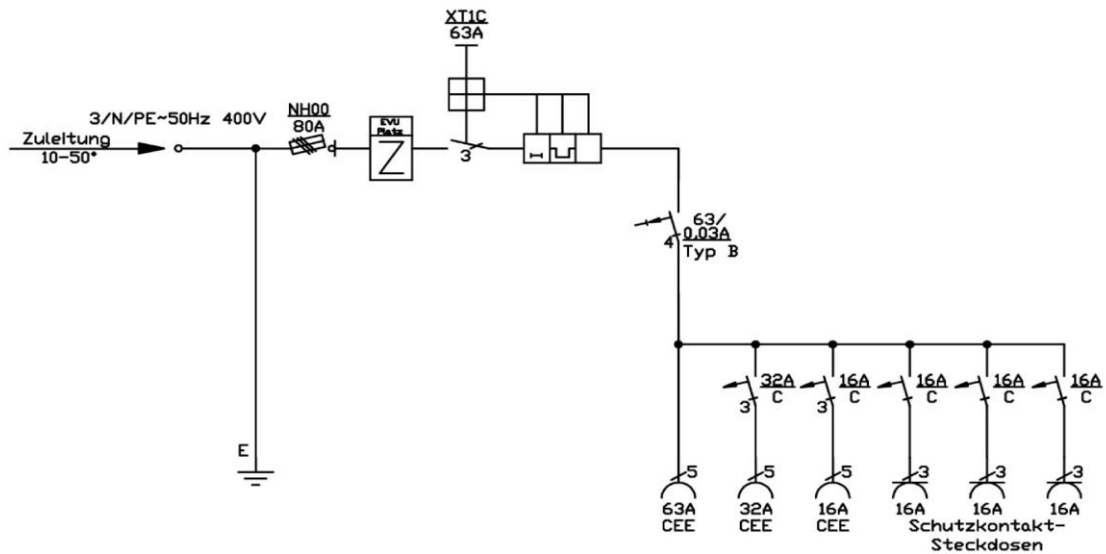 XT1C
63A
3/N/PE~50Hz 400V
NH00
80A
Zuleitung
10-50°
EVU
Platz
Z
3
I
63/
0.03A
4
Typ B
32A
C
3
16A
C
3
16A
C
16A
C
16A
C
E
5
5
5
3
3
3
63A
CEE
32A
CEE
16A
CEE
16A
16A
16A
Schutzkontakt-
Steckdosen